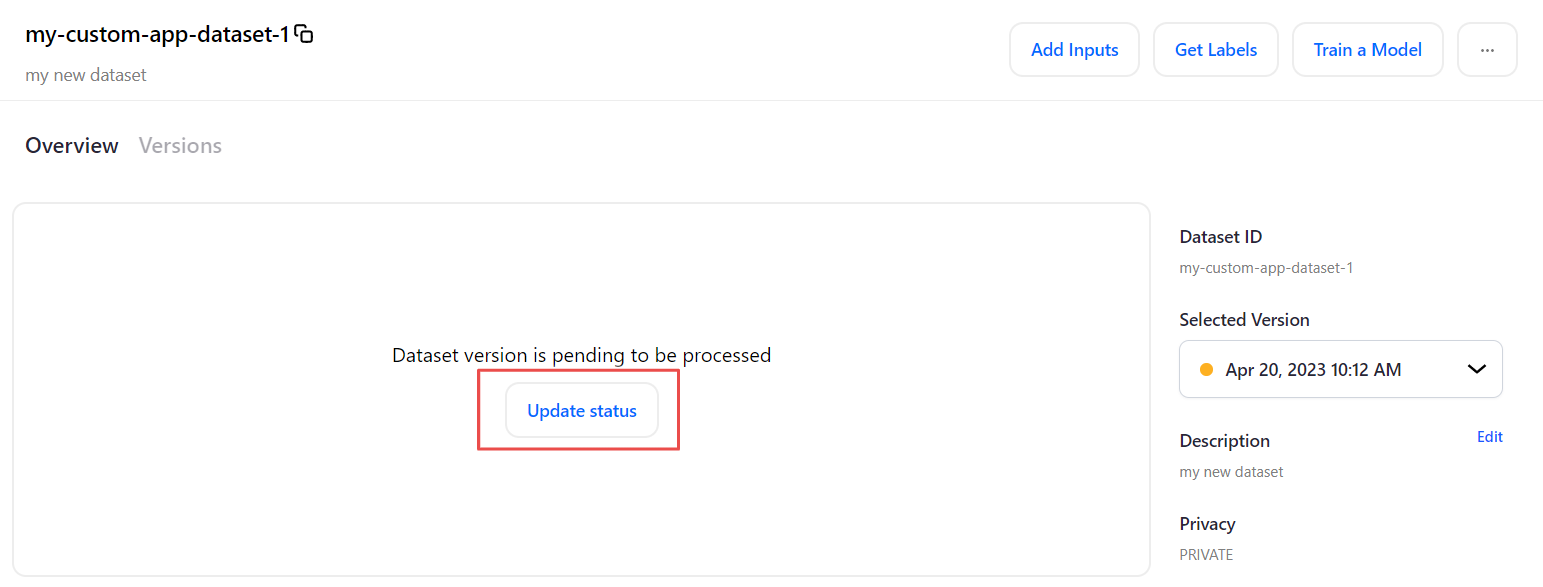 my-custom-app-dataset-1
my new dataset
Add Inputs
Get Labels
Train a Model
...
Overview
Versions
Dataset version is pending to be processed
Update status
Dataset ID
my-custom-app-dataset-1
Selected Version
Apr 20, 2023 10:12 AM
Description
Edit
my new dataset
Privacy
PRIVATE